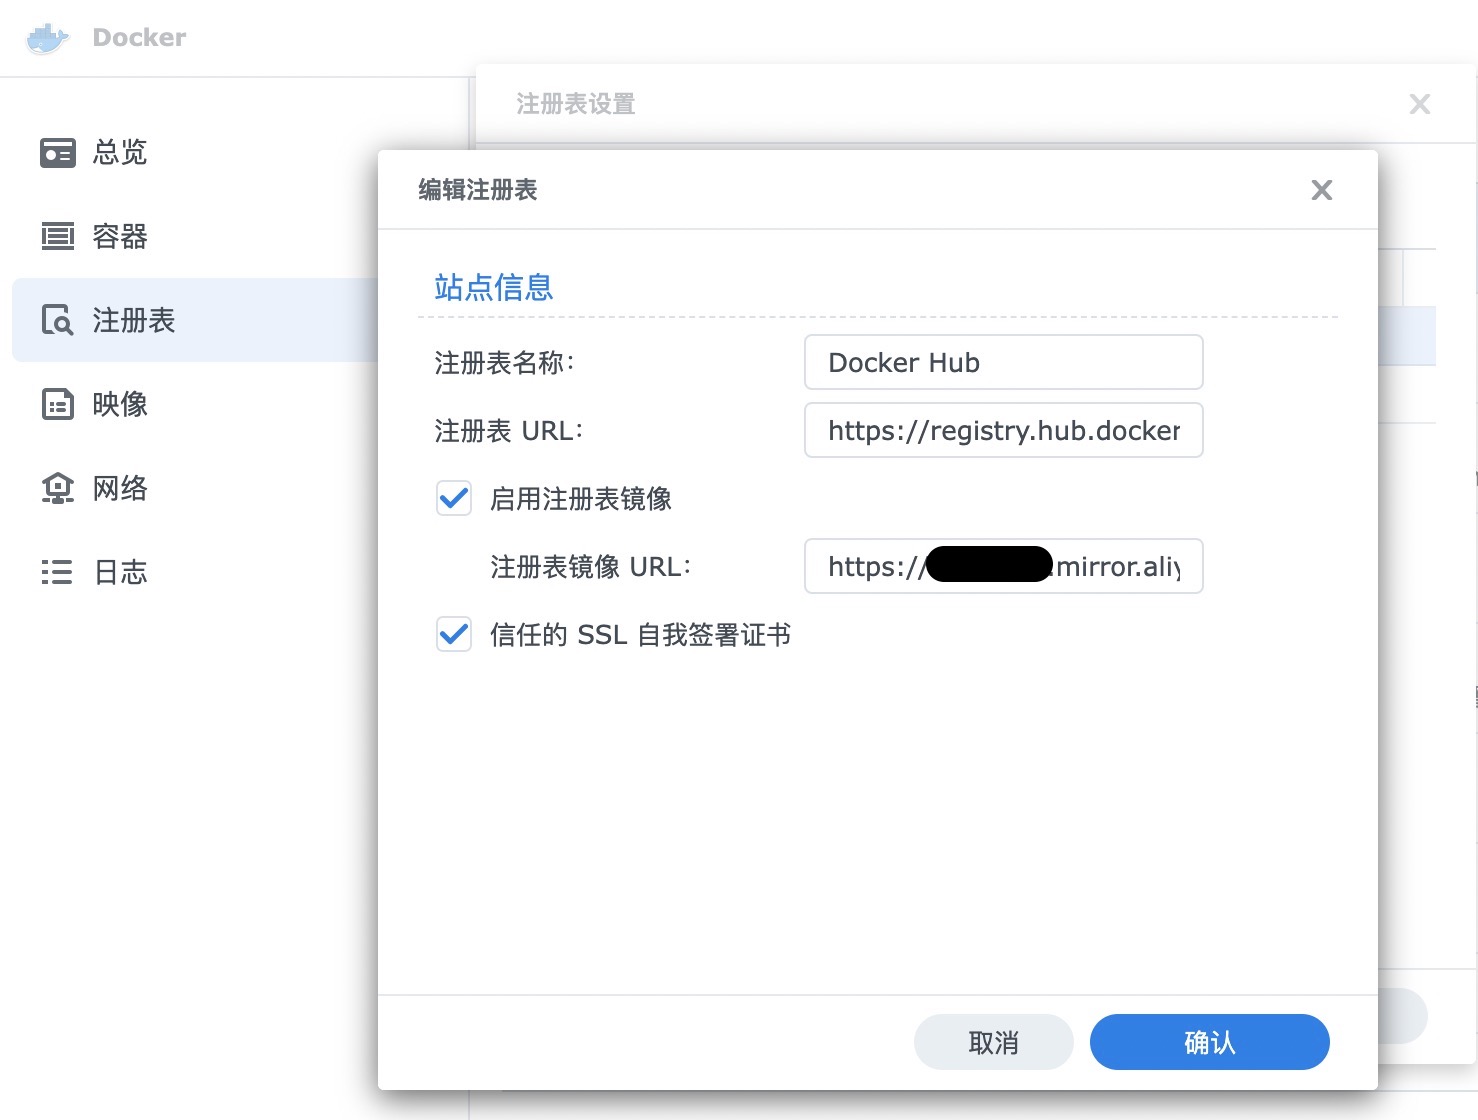 Docker
注册表设置
总览
容器
注册表
映像
网络
日志
编辑注册表
站点信息
注册表名称：
Docker Hub
注册表 URL：
https://registry.hub.docker
启用注册表镜像
注册表镜像 URL：
https:// .mirror.aliy
信任的 SSL 自我签署证书
取消
确认